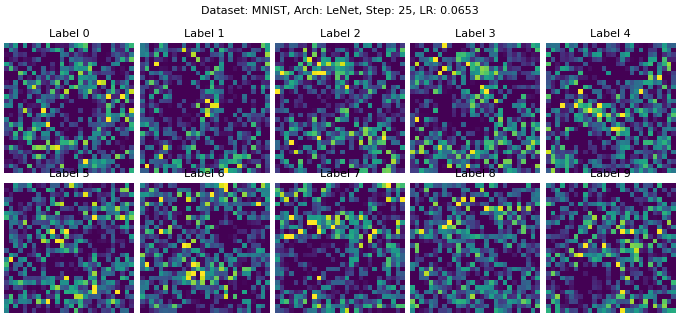 Dataset: MNIST, Arch: LeNet, Step: 25, LR: 0.0653
Label 0 Label 1 Label 2 Label 3 Label 4
Label 5 Label 6 Label 7 Label 8 Label 9